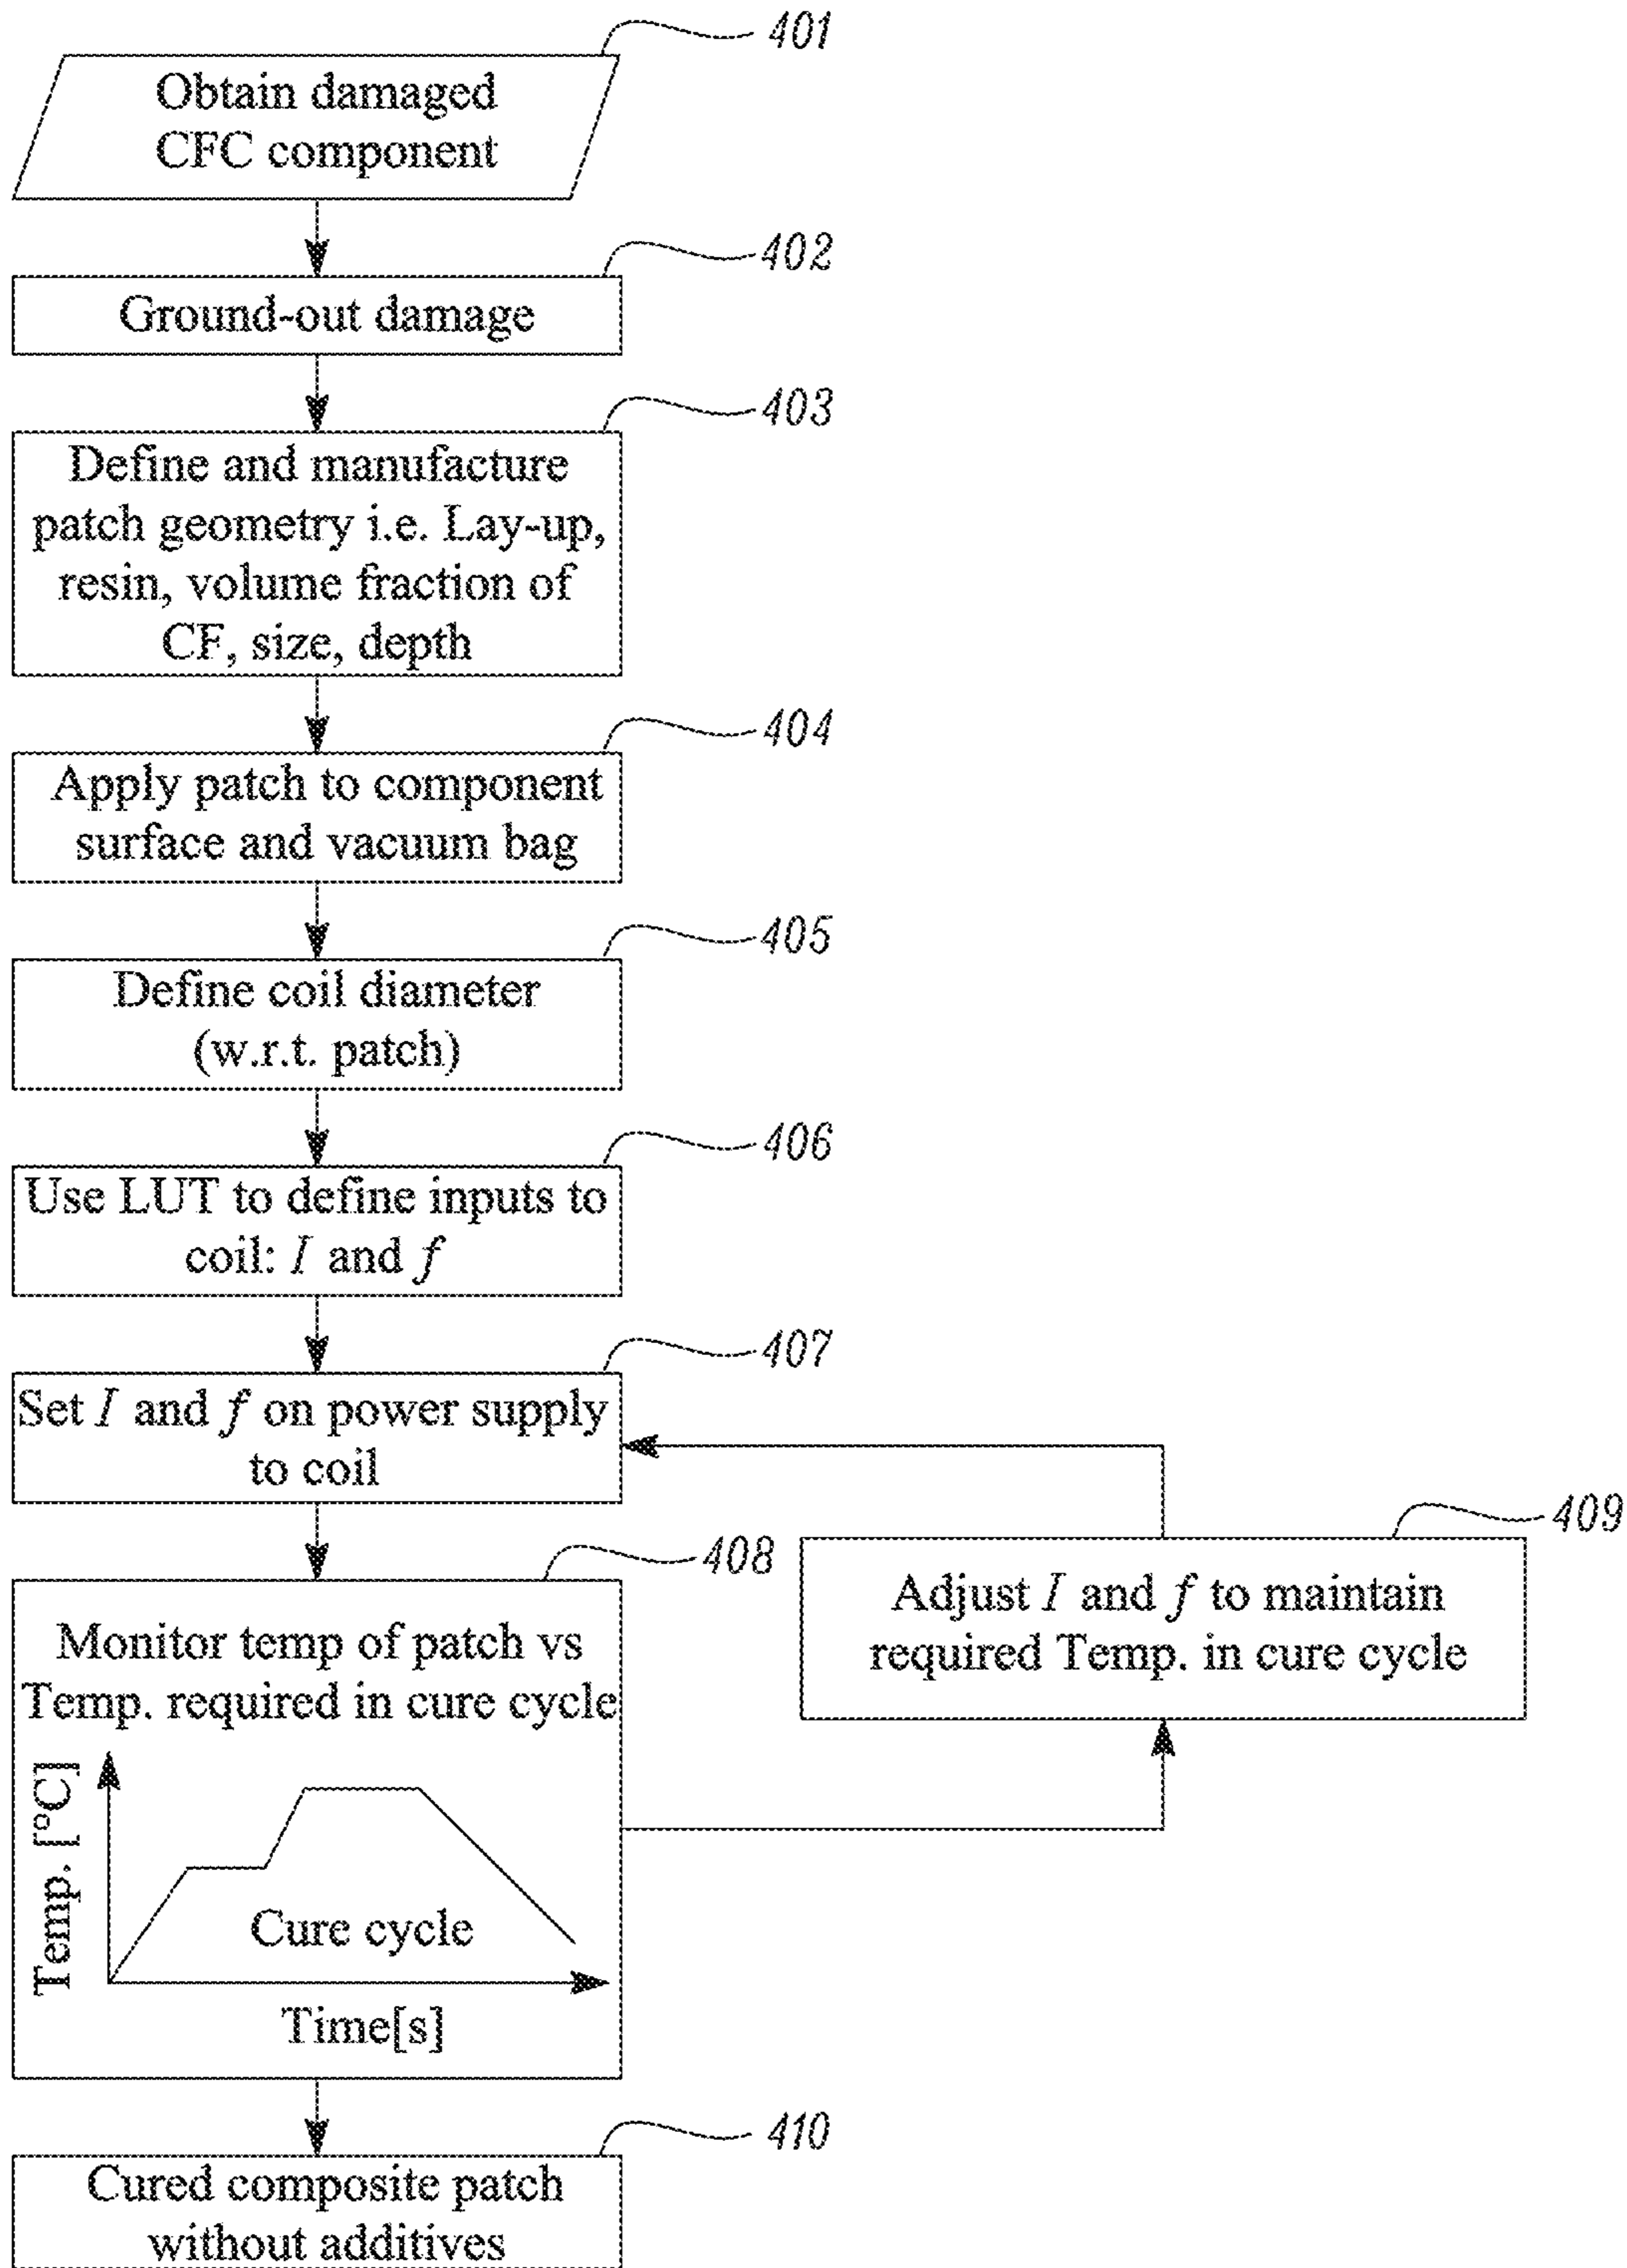 401
Obtain damaged
CFC component
402
Ground-out damage
403
Define and manufacture
patch geometry i.e. Lay-up,
resin, volume fraction of
CF, size, depth
404
Apply patch to component
surface and vacuum bag
405
Define coil diameter
(w.r.t. patch)
406
Use LUT to define inputs to
coil: I and f
407
Set I and f on power supply
to coil
408
Monitor temp of patch vs
Temp. required in cure cycle
Temp. [°C]
Cure cycle
Time[s]
409
Adjust I and f to maintain
required Temp. in cure cycle
410
Cured composite patch
without additives